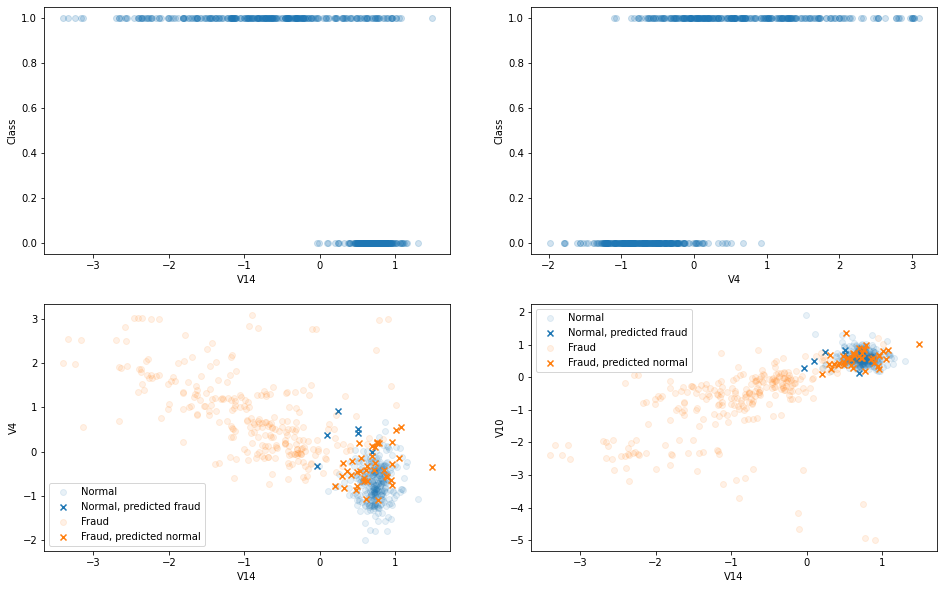 1.0
0.8
0.6
0.4
0.2
0.0
Class
−3 −2 −1 0 1
V14
1.0
0.8
0.6
0.4
0.2
0.0
Class
−2 −1 0 1 2 3
V4
3
2
1
0
−1
−2
V4
Normal
Normal, predicted fraud
Fraud
Fraud, predicted normal
−3 −2 −1 0 1
V14
2
1
0
−1
−2
−3
−4
−5
V10
Normal
Normal, predicted fraud
Fraud
Fraud, predicted normal
−3 −2 −1 0 1
V14